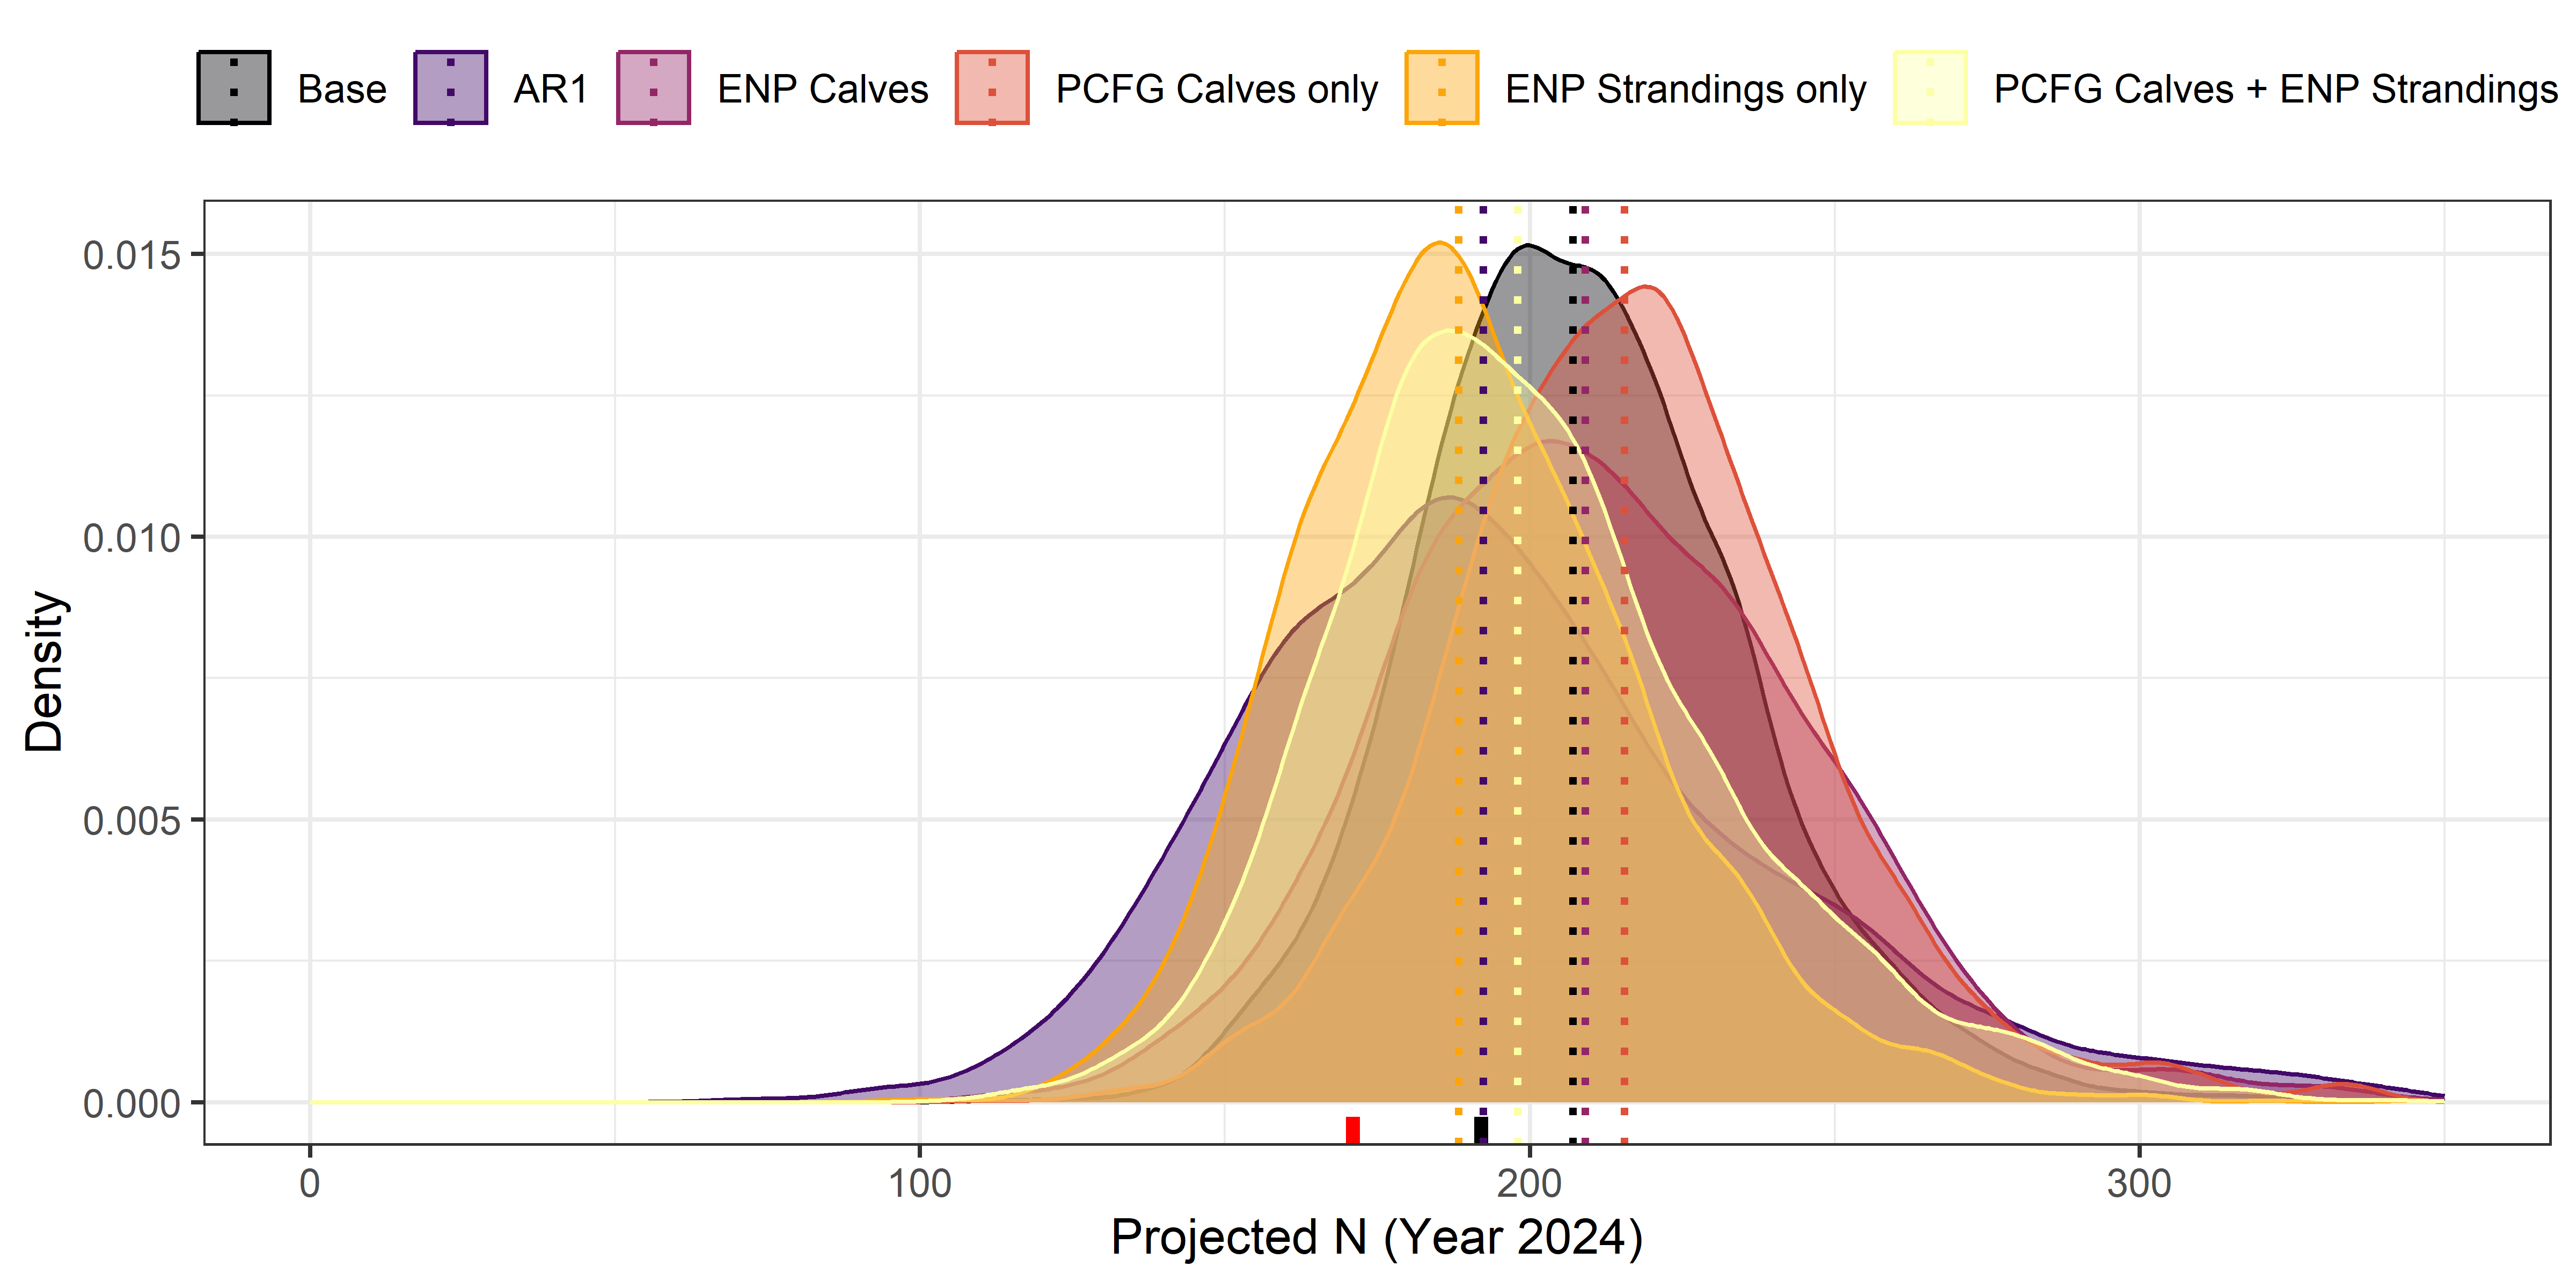 Base AR1 ENP Calves PCFG Calves only ENP Strandings only PCFG Calves + ENP Strandings
0.015
0.010
0.005
0.000
Density
0 100 200 300
Projected N (Year 2024)